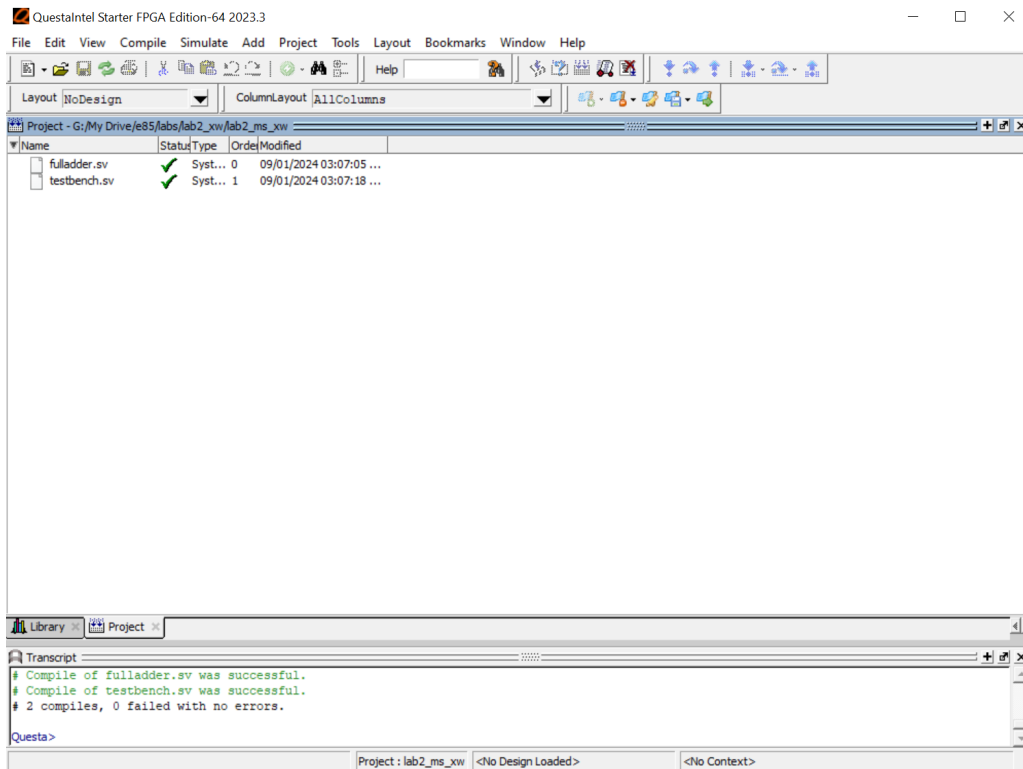 QuestaIntel Starter FPGA Edition-64 2023.3
File Edit View Compile Simulate Add Project Tools Layout Bookmarks Window Help
Help
Layout NoDesign ColumnLayout AllColumns
Project - G:/My Drive/e85/labs/lab2_xw/lab2_ms_xw
Name Status Type Order Modified
fulladder.sv Syst... 0 09/01/2024 03:07:05 ...
testbench.sv Syst... 1 09/01/2024 03:07:18 ...
Library Project
Transcript
# Compile of fulladder.sv was successful.
# Compile of testbench.sv was successful.
# 2 compiles, 0 failed with no errors.
Questa>
Project : lab2_ms_xw <No Design Loaded> <No Context>